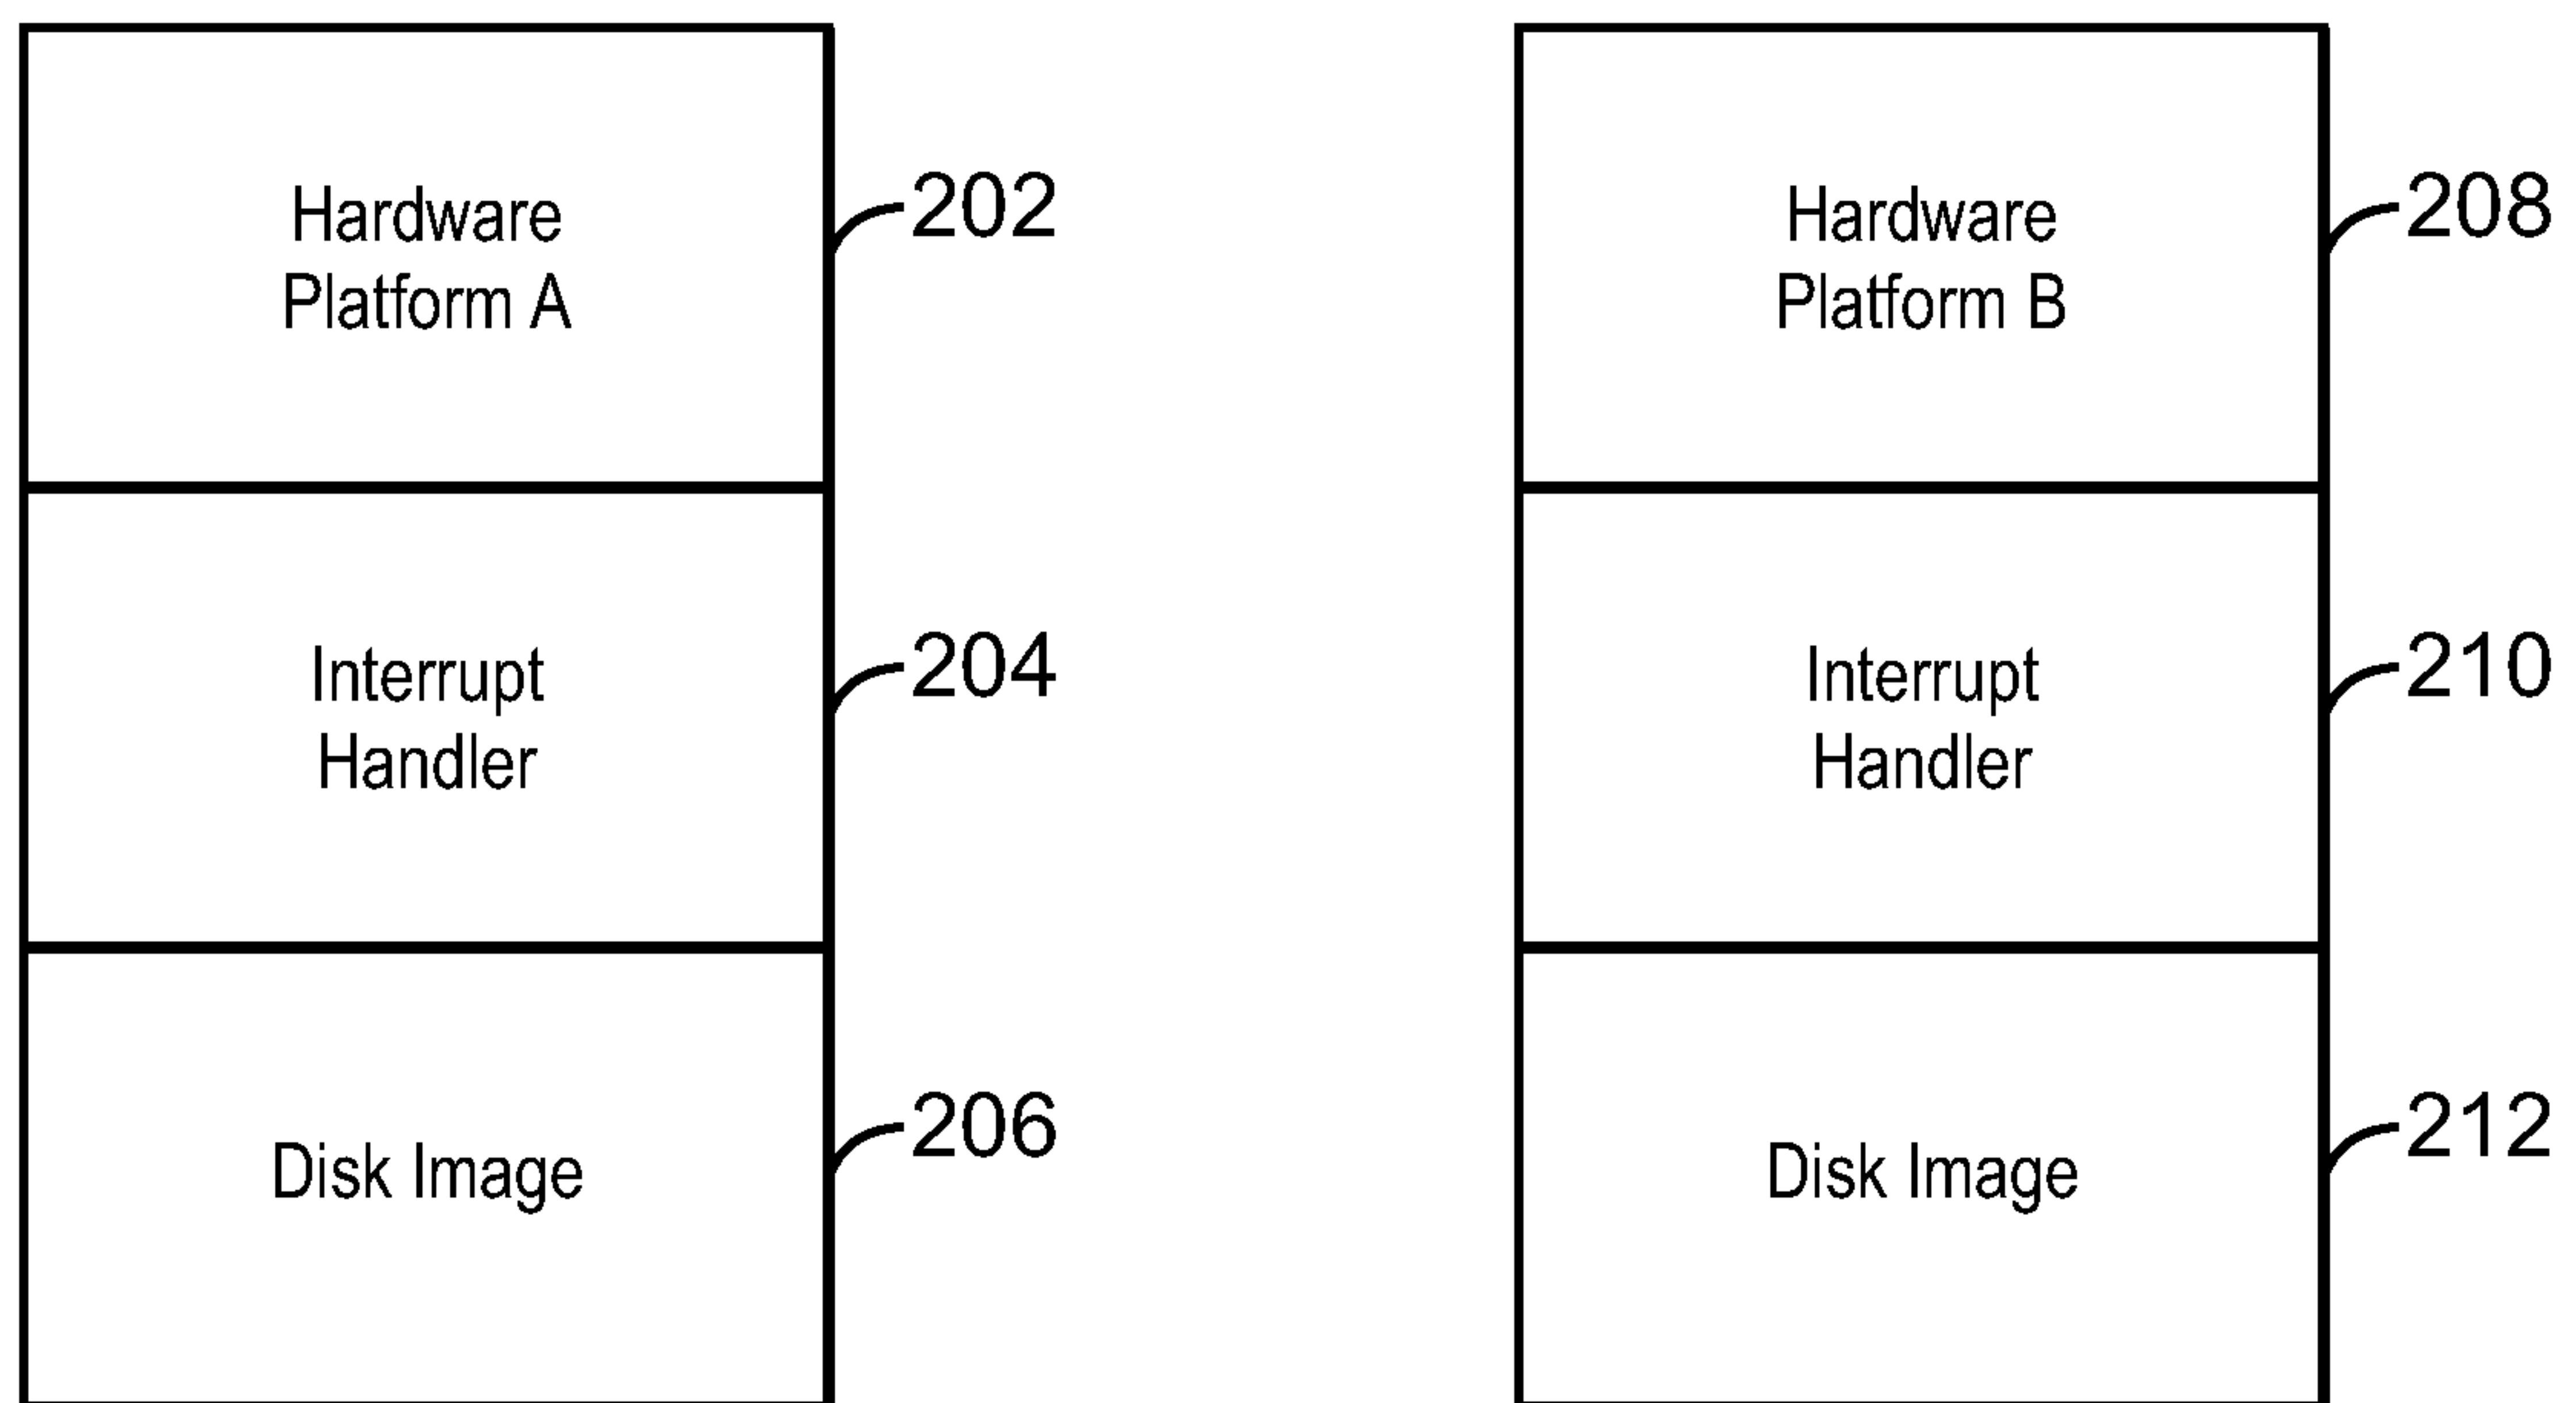 Hardware
Platform A
202
Interrupt
Handler
204
Disk Image
206
Hardware
Platform B
208
Interrupt
Handler
210
Disk Image
212